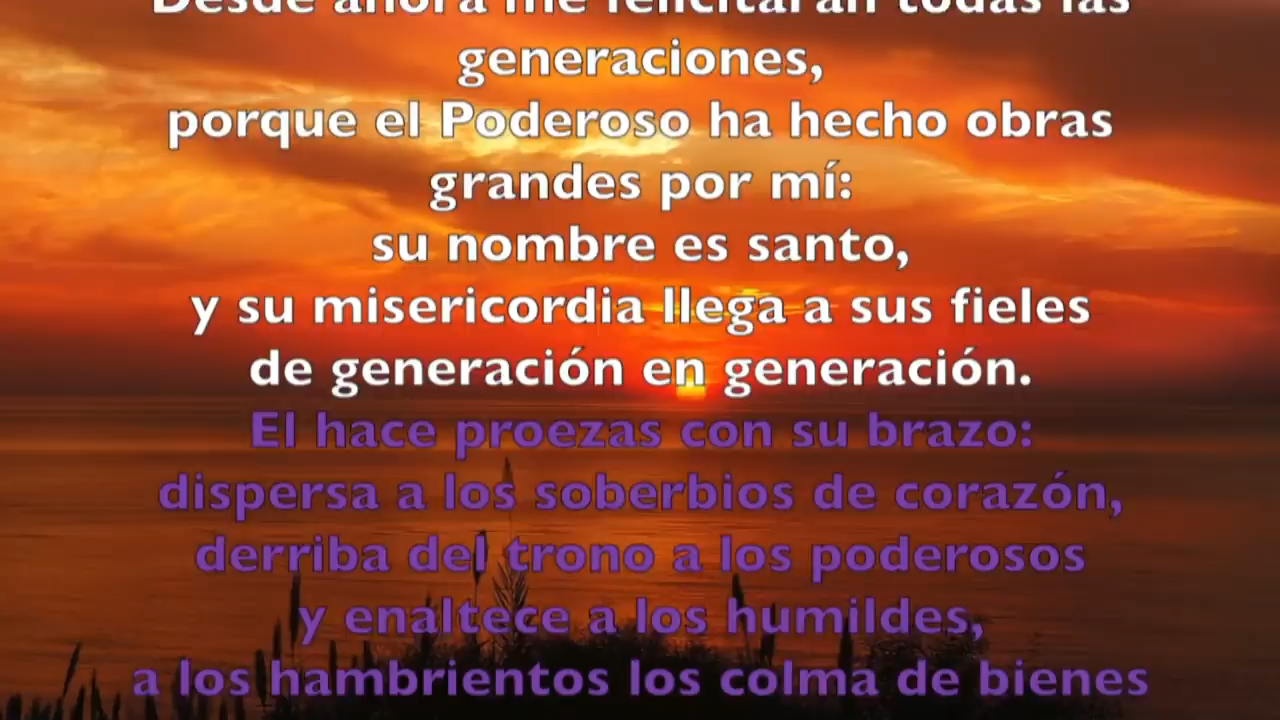 Desde ahora me felicitarán todas las
generaciones,
porque el Poderoso ha hecho obras
grandes por mí:
su nombre es santo,
y su misericordia llega a sus fieles
de generación en generación.
El hace proezas con su brazo:
dispersa a los soberbios de corazón,
derriba del trono a los poderosos
y enaltece a los humildes,
a los hambrientos los colma de bienes